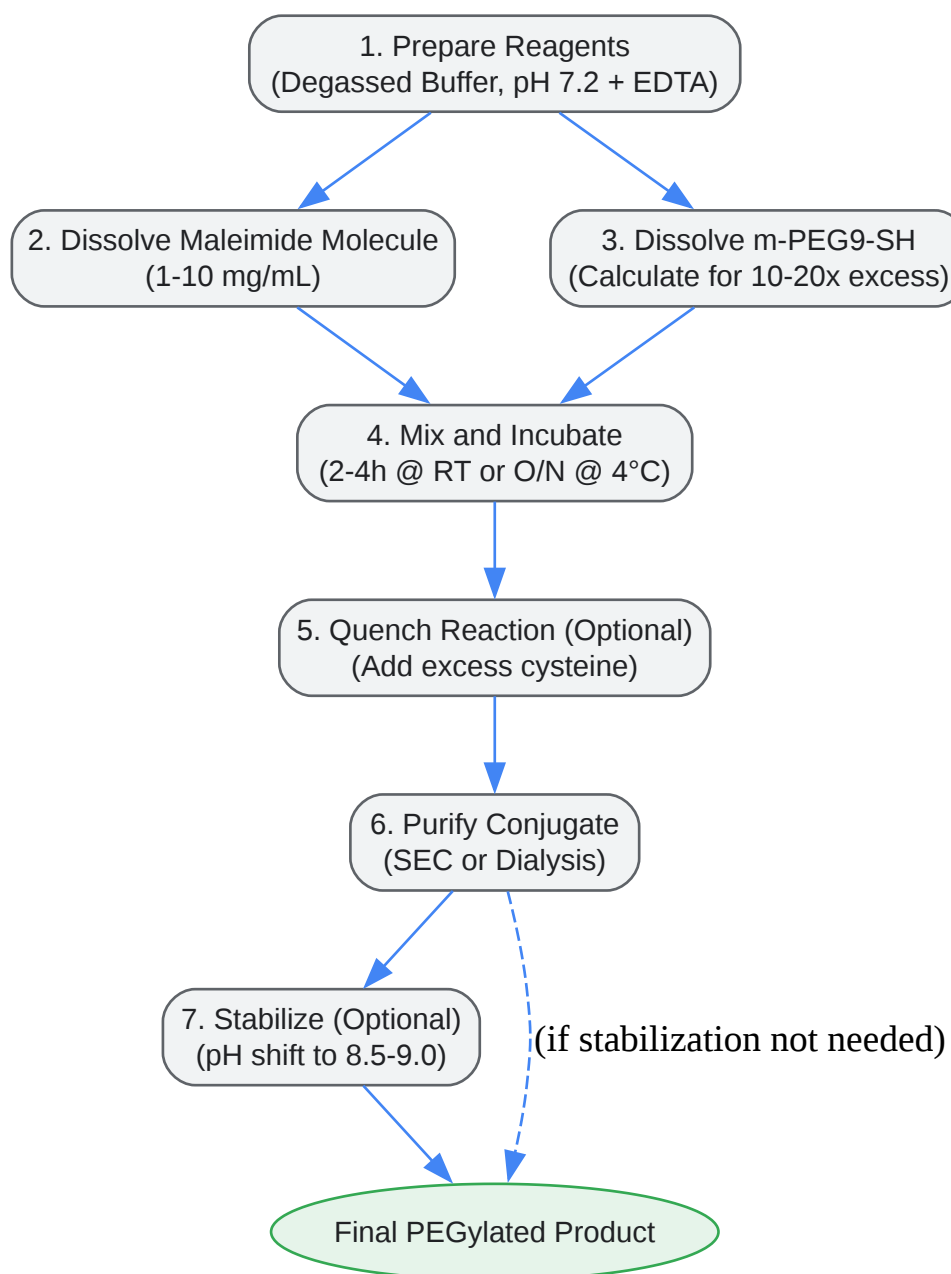 1. Prepare Reagents
(Degassed Buffer, pH 7.2 + EDTA)
2. Dissolve Maleimide Molecule
(1-10 mg/mL)
3. Dissolve m-PEG9-SH
(Calculate for 10-20x excess)
4. Mix and Incubate
(2-4h @ RT or O/N @ 4°C)
5. Quench Reaction (Optional)
(Add excess cysteine)
6. Purify Conjugate
(SEC or Dialysis)
7. Stabilize (Optional)
(pH shift to 8.5-9.0)
(if stabilization not needed)
Final PEGylated Product